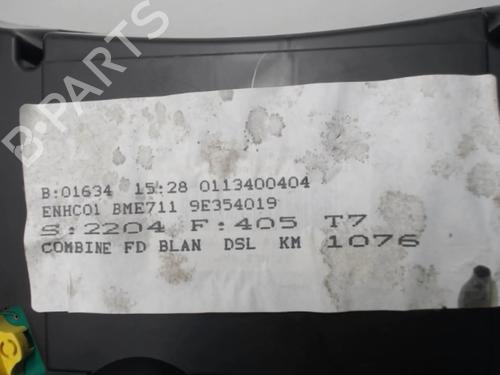 B-PARTS
B:01634 15:28 0113400404
ENHC01 BME711 9E354019
S:2204 F:405 T7
COMBINE FD BLAN DSL KM 1076